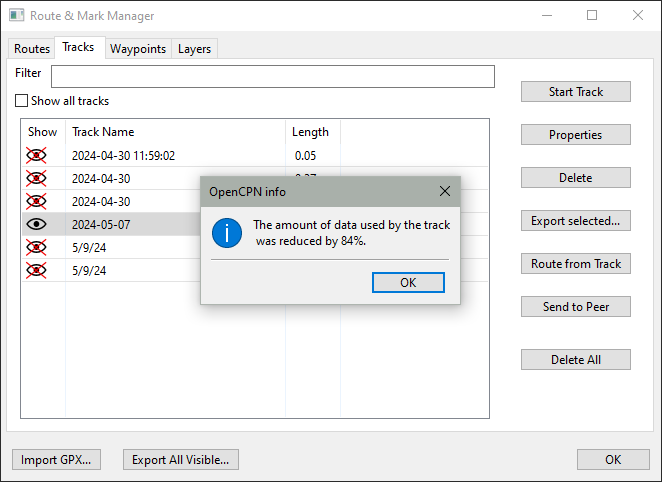 Route & Mark Manager
Routes Tracks Waypoints Layers
Filter
Show all tracks
Show Track Name Length
2024-04-30 11:59:02 0.05
2024-04-30
2024-04-30
2024-05-07
5/9/24
5/9/24
OpenCPN info
The amount of data used by the track
was reduced by 84%.
OK
Start Track
Properties
Delete
Export selected...
Route from Track
Send to Peer
Delete All
Import GPX...
Export All Visible...
OK